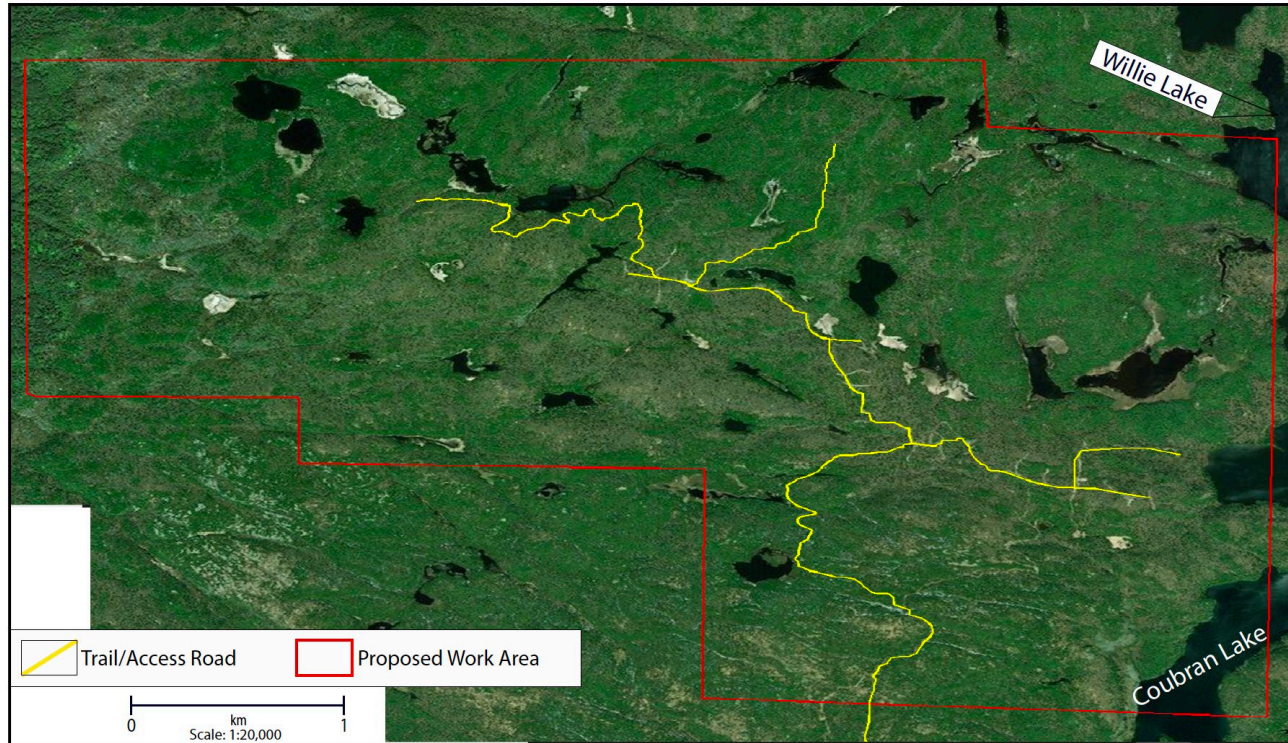 Willie Lake
Coubran Lake
Trail/Access Road
Proposed Work Area
0
km
1
Scale: 1:20,000